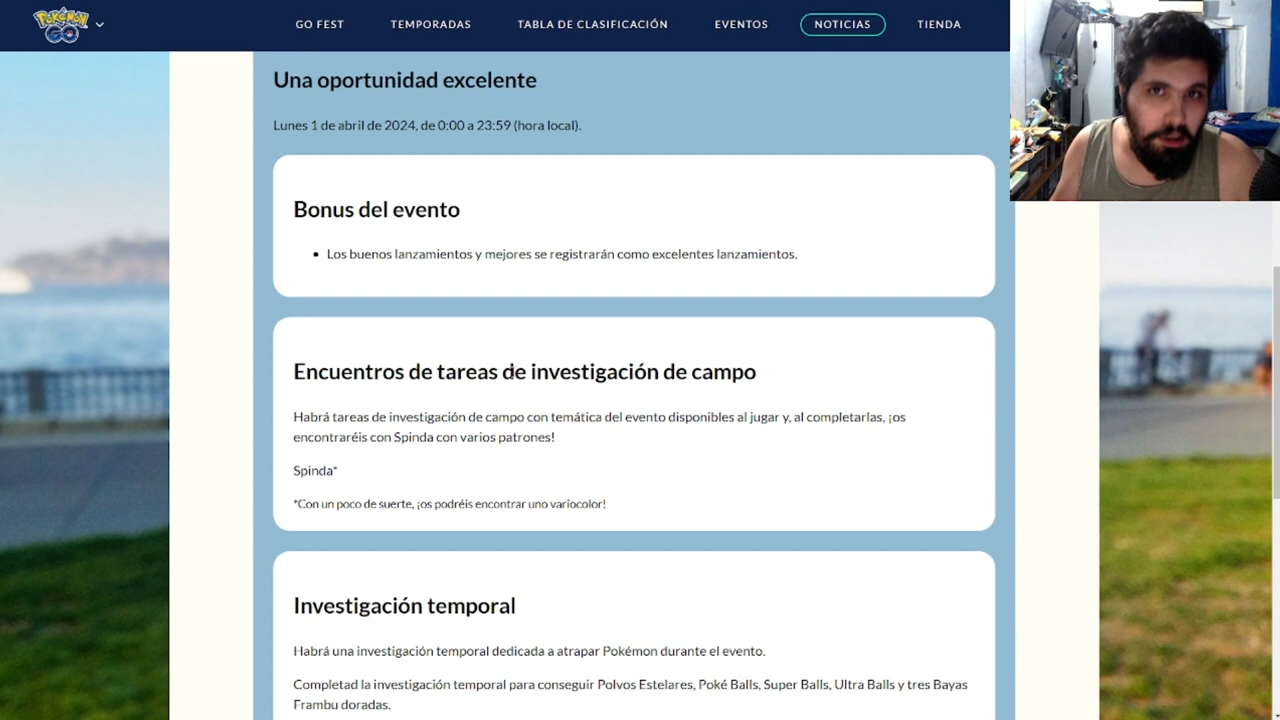 Pokémon GO
GO FEST
TEMPORADAS
TABLA DE CLASIFICACIÓN
EVENTOS
NOTICIAS
TIENDA
Una oportunidad excelente
Lunes 1 de abril de 2024, de 0:00 a 23:59 (hora local).
Bonus del evento
• Los buenos lanzamientos y mejores se registrarán como excelentes lanzamientos.
Encuentros de tareas de investigación de campo
Habrá tareas de investigación de campo con temática del evento disponibles al jugar y, al completarlas, ¡os
encontraréis con Spinda con varios patrones!
Spinda*
*Con un poco de suerte, ¡os podréis encontrar uno variocolor!
Investigación temporal
Habrá una investigación temporal dedicada a atrapar Pokémon durante el evento.
Completad la investigación temporal para conseguir Polvos Estelares, Poké Balls, Super Balls, Ultra Balls y tres Bayas
Frambu doradas.